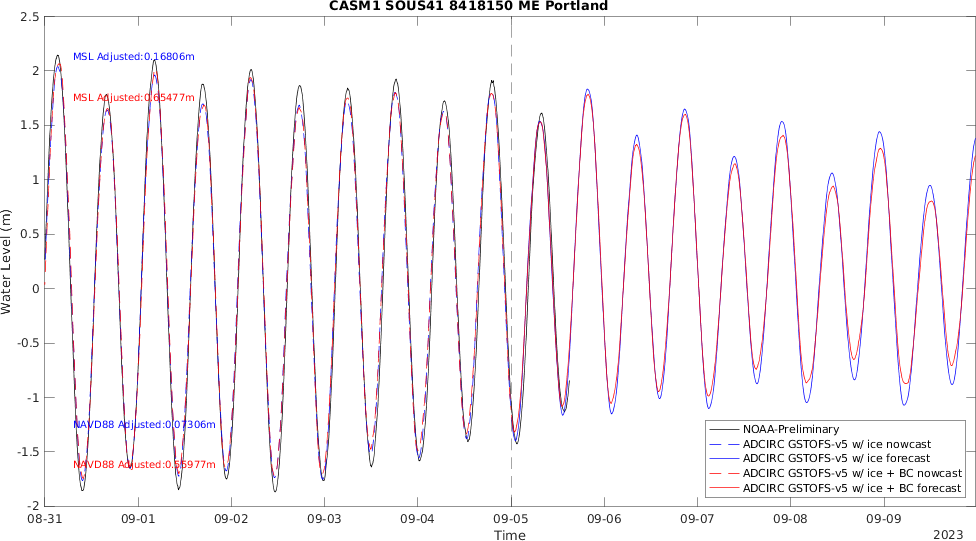 CASM1 SOUS41 8418150 ME Portland
2.5
2
1.5
1
0.5
0
-0.5
-1
-1.5
-2
Water Level (m)
MSL Adjusted:0.16806m
MSL Adjusted:0.65477m
NAVD88 Adjusted:0.07306m
NAVD88 Adjusted:0.55977m
NOAA-Preliminary
ADCIRC GSTOFS-v5 w/ ice nowcast
ADCIRC GSTOFS-v5 w/ ice forecast
ADCIRC GSTOFS-v5 w/ ice + BC nowcast
ADCIRC GSTOFS-v5 w/ ice + BC forecast
08-31 09-01 09-02 09-03 09-04 09-05 09-06 09-07 09-08 09-09
Time
2023